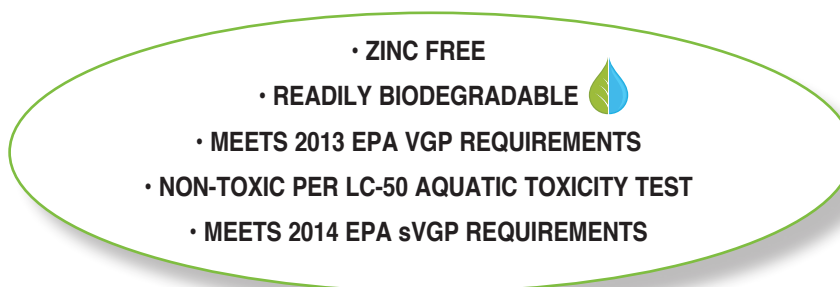 • ZINC FREE
• READILY BIODEGRADABLE
• MEETS 2013 EPA VGP REQUIREMENTS
• NON-TOXIC PER LC-50 AQUATIC TOXICITY TEST
• MEETS 2014 EPA sVGP REQUIREMENTS